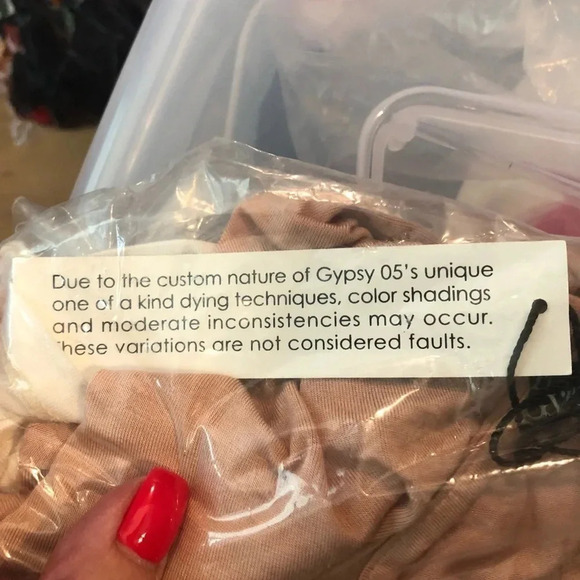 Due to the custom nature of Gypsy 05's unique
one of a kind dying techniques, color shadings
and moderate inconsistencies may occur.
These variations are not considered faults.